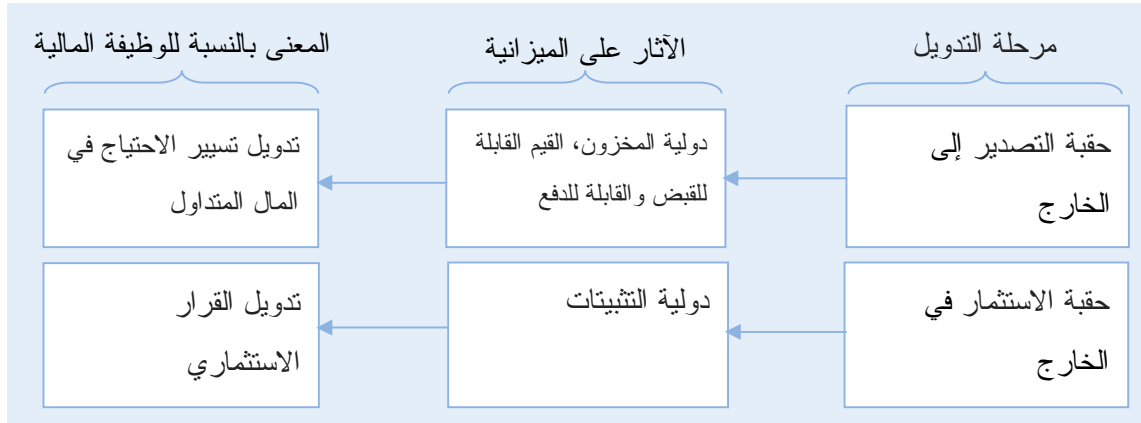 مرحلة التدويل
الآثار على الميزانية
المعنى بالنسبة للوظيفة المالية
حقبة التصدير إلى
الخارج
دولية المخزون، القيم القابلة
للقبض والقابلة للدفع
تدويل تسيير الاحتياج في
المال المتداول
حقبة الاستثمار في
الخارج
دولية التثبيتات
تدويل القرار
الاستثماري